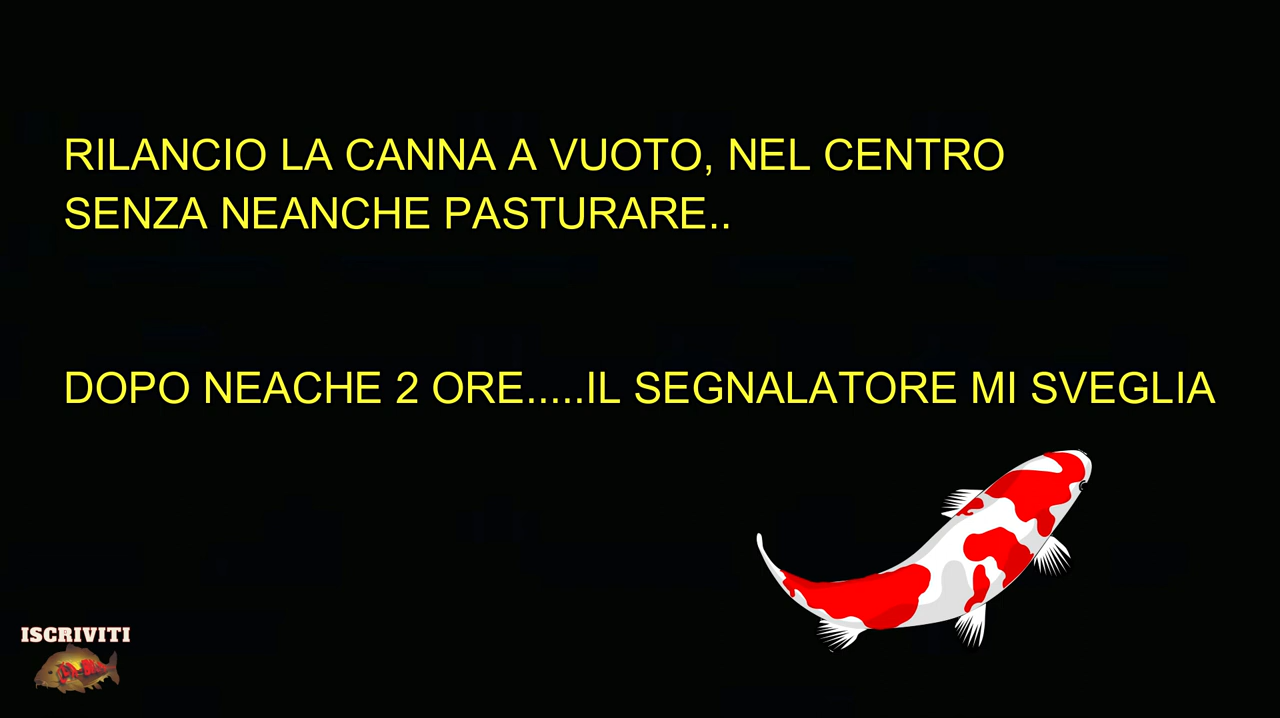 RILANCIO LA CANNA A VUOTO, NEL CENTRO
SENZA NEANCHE PASTURARE..
DOPO NEACHE 2 ORE.....IL SEGNALATORE MI SVEGLIA
ISCRIVITI